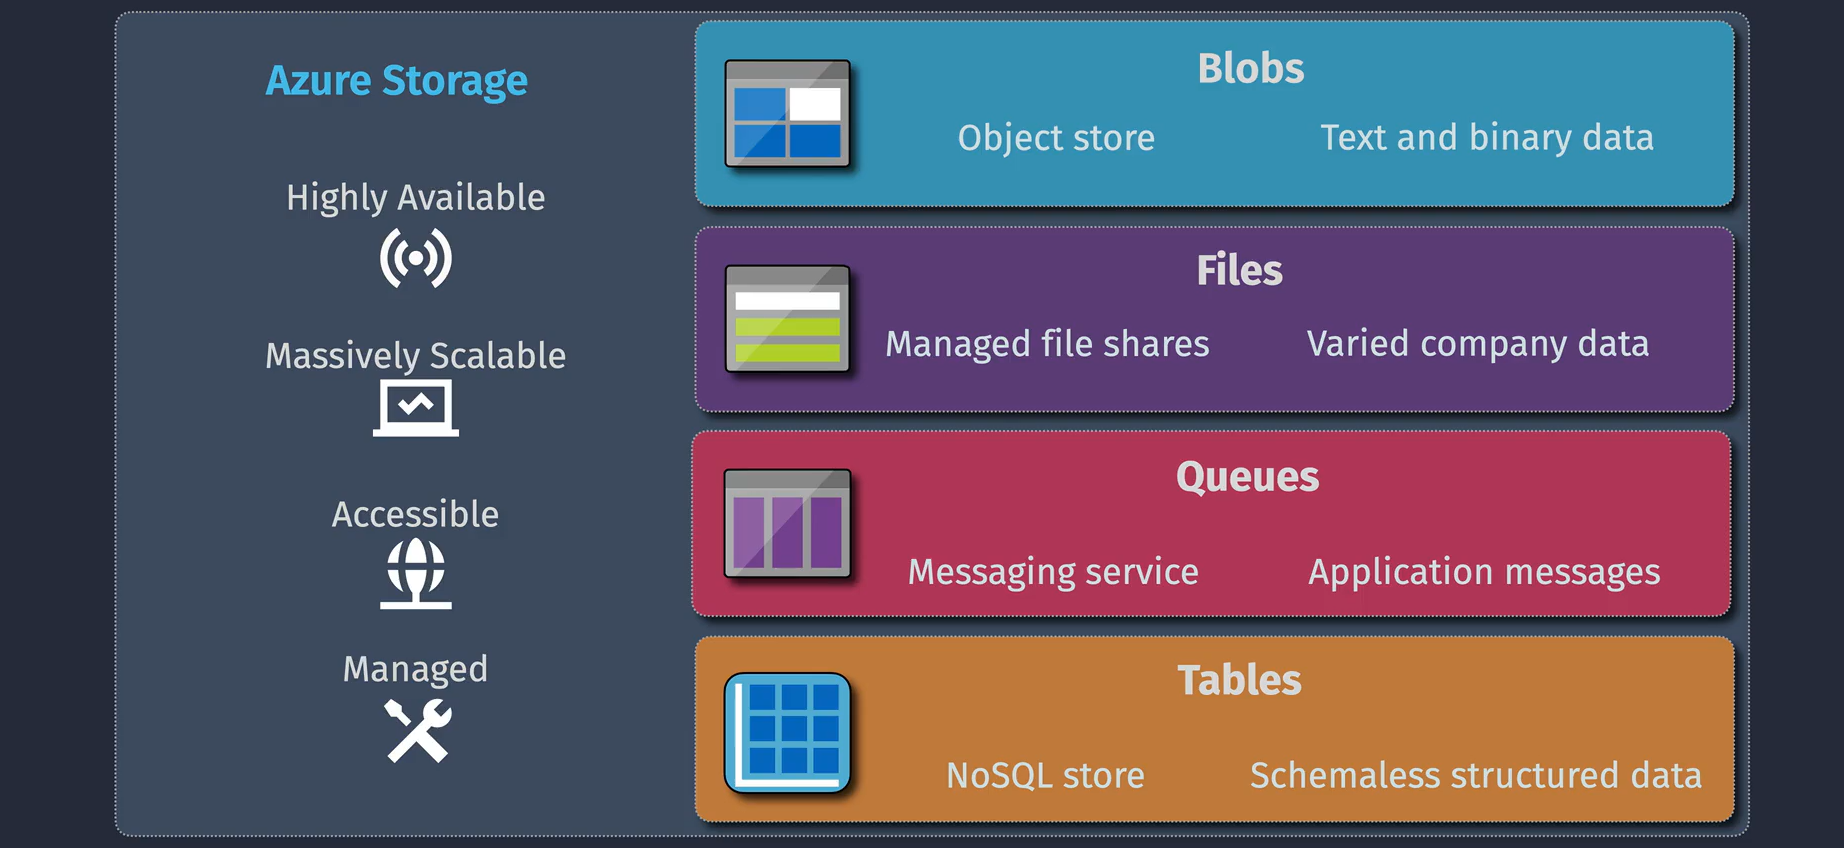 Azure Storage
Highly Available
Massively Scalable
Accessible
Managed
Blobs
Object store
Text and binary data
Files
Managed file shares
Varied company data
Queues
Messaging service
Application messages
Tables
NoSQL store
Schemaless structured data